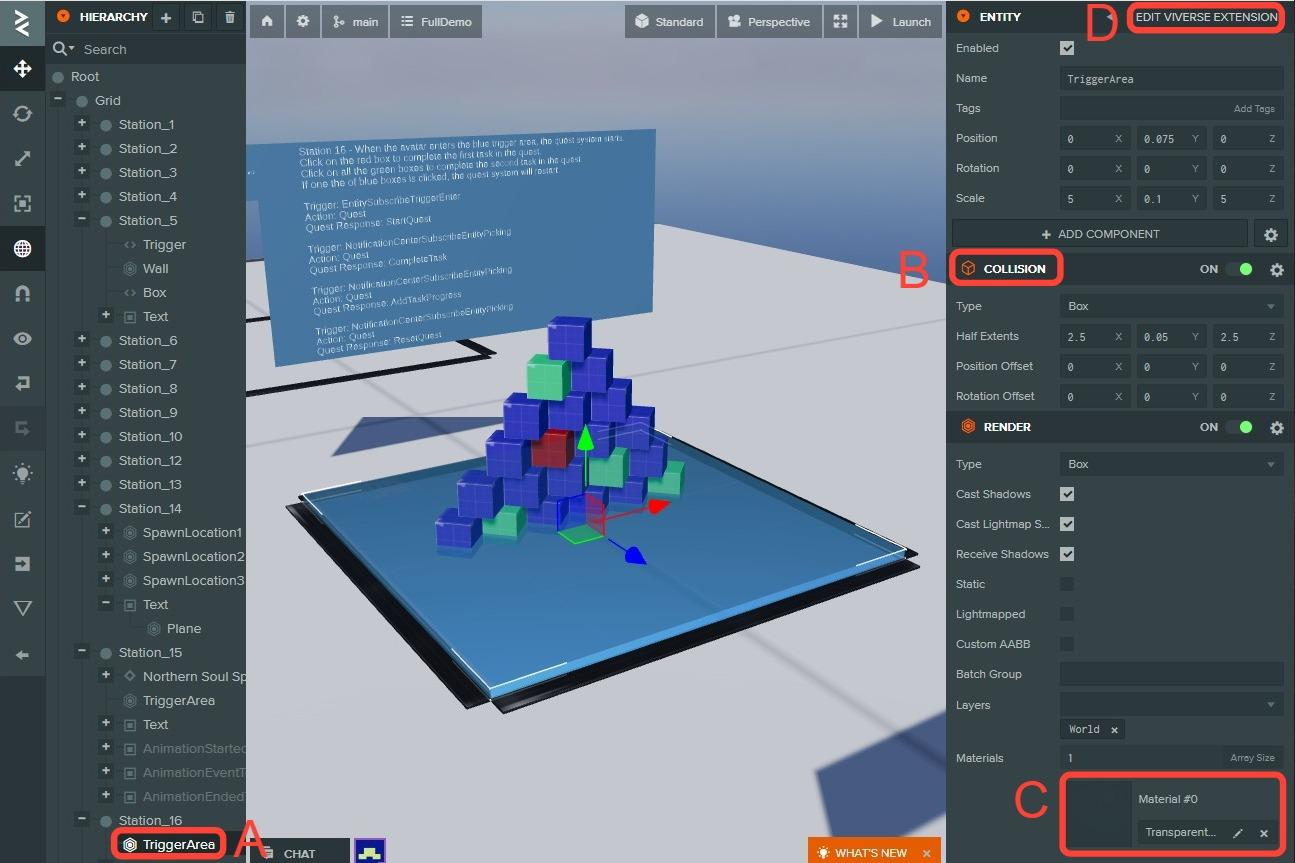 HIERARCHY
Search
Root
Grid
Station_1
Station_2
Station_3
Station_4
Station_5
Trigger
Wall
Box
Text
Station_6
Station_7
Station_8
Station_9
Station_10
Station_12
Station_13
Station_14
SpawnLocation1
SpawnLocation2
SpawnLocation3
Text
Plane
Station_15
Northern Soul Sp
TriggerArea
Text
AnimationStarted
AnimationEventT
AnimationEnded
Station_16
TriggerArea
A
main
FullDemo
Standard
Perspective
Launch
Station 16 - When the avatar enters the blue trigger area, the quest system starts.
Click on the red box to complete the first task in the quest.
Click on all the green boxes to complete the second task in the quest.
If one the of blue boxes is clicked, the quest system will restart.
Trigger: EntitySubscribeTriggerEnter
Action: Quest
Quest Response: StartQuest
Trigger: NotificationCenterSubscribeEntityPicking
Action: Quest
Quest Response: CompleteTask
Trigger: NotificationCenterSubscribeEntityPicking
Action: Quest
Quest Response: AddTaskProgress
Trigger: NotificationCenterSubscribeEntityPicking
Action: Quest
Quest Response: ResetQuest
CHAT
WHAT'S NEW ×
ENTITY
D
EDIT VIVERSE EXTENSION
Enabled
Name TriggerArea
Tags Add Tags
Position 0 X 0.075 Y 0 Z
Rotation 0 X 0 Y 0 Z
Scale 5 X 0.1 Y 5 Z
+ ADD COMPONENT
B
COLLISION ON
Type Box
Half Extents 2.5 X 0.05 Y 2.5 Z
Position Offset 0 X 0 Y 0 Z
Rotation Offset 0 X 0 Y 0 Z
RENDER ON
Type Box
Cast Shadows
Cast Lightmap S...
Receive Shadows
Static
Lightmapped
Custom AABB
Batch Group
Layers
World ×
Materials 1 Array Size
C
Material #0
Transparent... ×